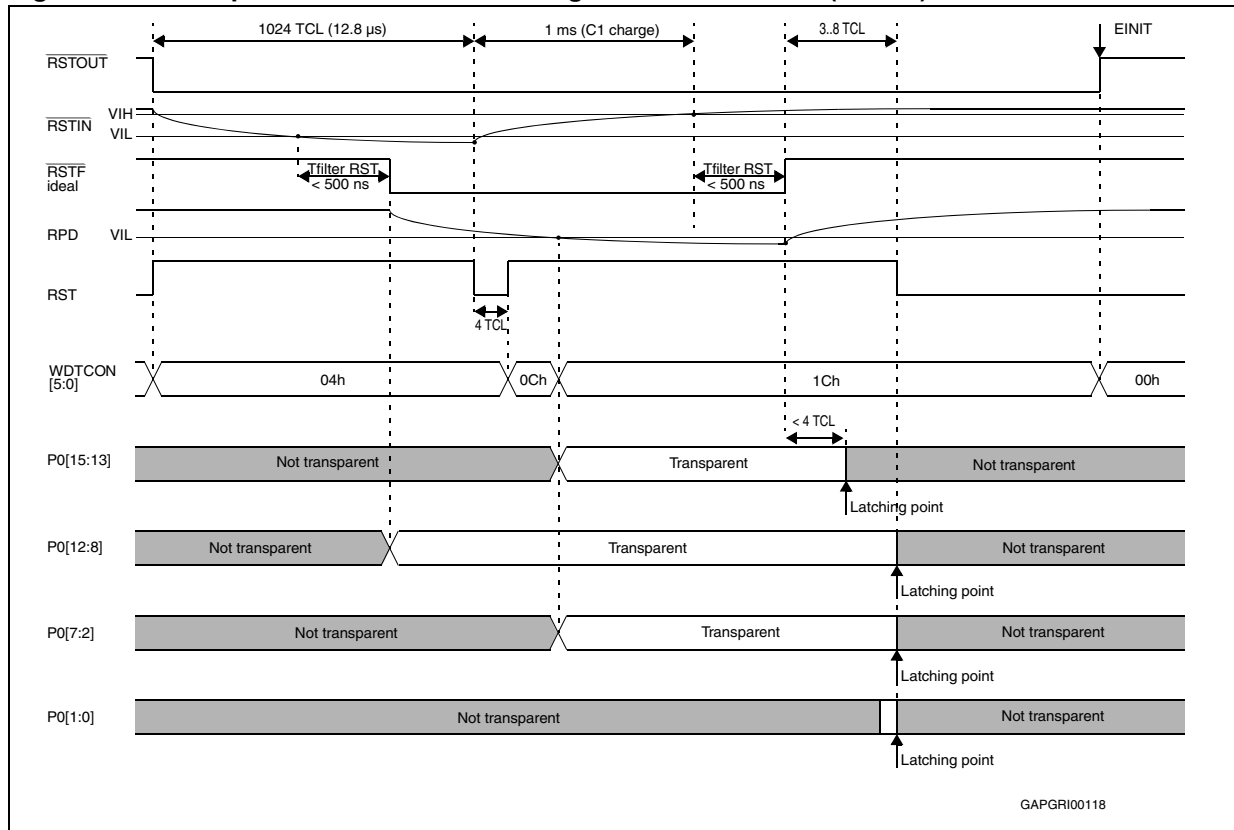 1024 TCL (12.8 µs)
1 ms (C1 charge)
3..8 TCL
EINIT
RSTOUT
RSTIN
VIH
VIL
RSTF
ideal
Tfilter RST
< 500 ns
Tfilter RST
< 500 ns
RPD
VIL
RST
4 TCL
WDTCON
[5:0]
04h
0Ch
1Ch
00h
< 4 TCL
P0[15:13]
Not transparent
Transparent
Not transparent
Latching point
P0[12:8]
Not transparent
Transparent
Not transparent
Latching point
P0[7:2]
Not transparent
Transparent
Not transparent
Latching point
P0[1:0]
Not transparent
Not transparent
Latching point
GAPGRI00118